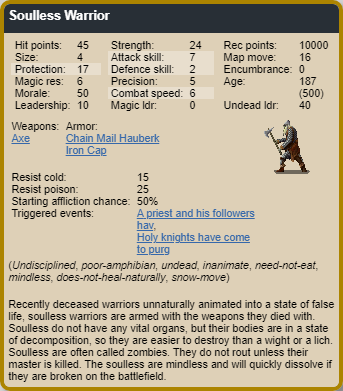 Soulless Warrior
Hit points: 45 Strength: 24 Rec points: 10000
Size: 4 Attack skill: 7 Map move: 16
Protection: 17 Defence skill: 2 Encumbrance: 0
Magic res: 6 Precision: 5 Age: 187
Morale: 50 Combat speed: 6 (500)
Leadership: 10 Magic ldr: 0 Undead ldr: 40
Weapons: Armor:
Axe Chain Mail Hauberk
Iron Cap
Resist cold: 15
Resist poison: 25
Starting affliction chance: 50%
Triggered events: A priest and his followers
hav,
Holy knights have come
to purg
(Undisciplined, poor-amphibian, undead, inanimate, need-not-eat,
mindless, does-not-heal-naturally, snow-move)
Recently deceased warriors unnaturally animated into a state of false
life, soulless warriors are armed with the weapons they died with.
Soulless do not have any vital organs, but their bodies are in a state
of decomposition, so they are easier to destroy than a wight or a lich.
Soulless are often called zombies. They do not rout unless their
master is killed. The soulless are mindless and will quickly dissolve if
they are broken on the battlefield.